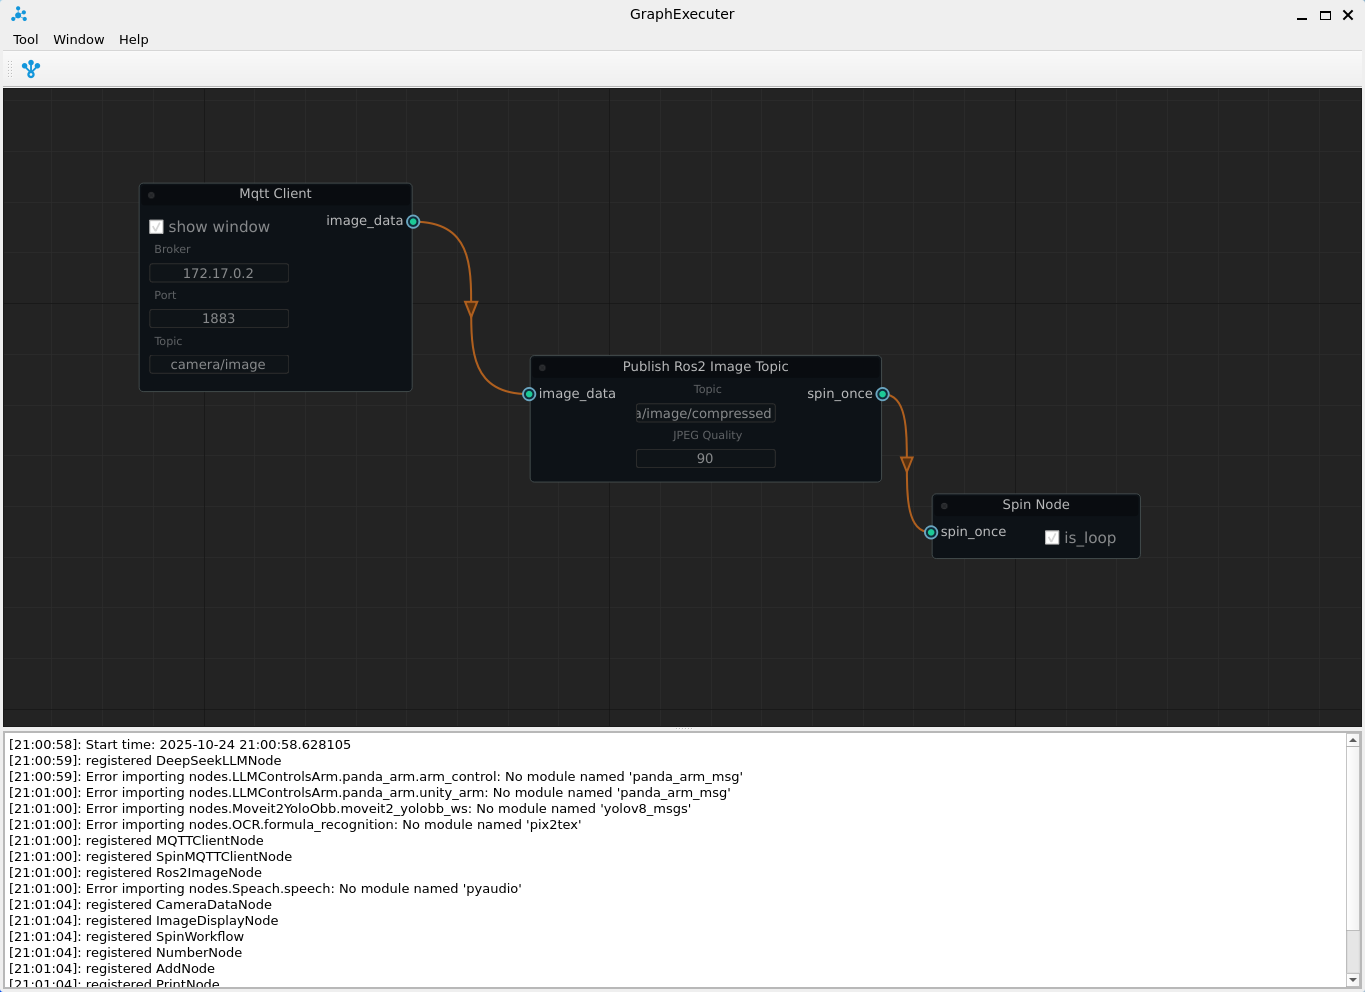 GraphExecuter
Tool Window Help
Mqtt Client
image_data
show window
Broker
172.17.0.2
Port
1883
Topic
camera/image
Publish Ros2 Image Topic
image_data
Topic
spin_once
a/image/compressed
JPEG Quality
90
Spin Node
spin_once
is_loop
[21:00:58]: Start time: 2025-10-24 21:00:58.628105
[21:00:59]: registered DeepSeekLLMNode
[21:00:59]: Error importing nodes.LLMControlsArm.panda_arm.arm_control: No module named 'panda_arm_msg'
[21:01:00]: Error importing nodes.LLMControlsArm.panda_arm.unity_arm: No module named 'panda_arm_msg'
[21:01:00]: Error importing nodes.Moveit2YoloObb.moveit2_yolobb_ws: No module named 'yolov8_msgs'
[21:01:00]: Error importing nodes.OCR.formula_recognition: No module named 'pix2tex'
[21:01:00]: registered MQTTClientNode
[21:01:00]: registered SpinMQTTClientNode
[21:01:00]: registered Ros2ImageNode
[21:01:00]: Error importing nodes.Speach.speech: No module named 'pyaudio'
[21:01:04]: registered CameraDataNode
[21:01:04]: registered ImageDisplayNode
[21:01:04]: registered SpinWorkflow
[21:01:04]: registered NumberNode
[21:01:04]: registered AddNode
[21:01:04]: registered PrintNode